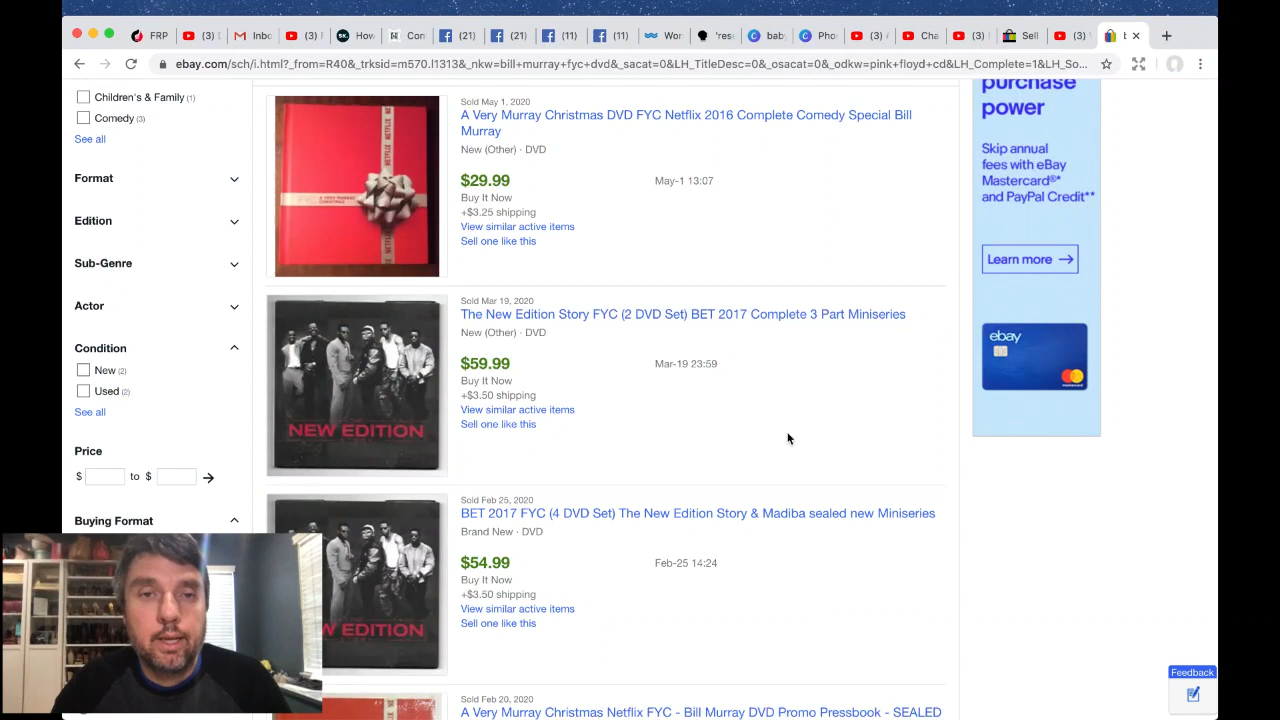 FRP
(3)
Inbo
(3) F
How
Con
(21)
(21)
(11)
(11)
Wor
'rese
bab
Pho
(3)
Cha
(3)
Sell
(3)
ebay.com/sch/i.html?_from=R40&_trksid=m570.l1313&_nkw=bill+murray+fyc+dvd&_sacat=0&LH_TitleDesc=0&_osacat=0&_odkw=pink+floyd+cd&LH_Complete=1&LH_So...
Children's & Family (1)
Comedy (3)
See all
Format
Edition
Sub-Genre
Actor
Condition
New (2)
Used (2)
See all
Price
$ to $
Buying Format
Sold May 1, 2020
A Very Murray Christmas DVD FYC Netflix 2016 Complete Comedy Special Bill
Murray
New (Other) · DVD
$29.99
May-1 13:07
Buy It Now
+$3.25 shipping
View similar active items
Sell one like this
NETFLIX
A VERY MURRAY
CHRISTMAS
Sold Mar 19, 2020
The New Edition Story FYC (2 DVD Set) BET 2017 Complete 3 Part Miniseries
New (Other) · DVD
$59.99
Mar-19 23:59
Buy It Now
+$3.50 shipping
View similar active items
Sell one like this
NEW EDITION
Sold Feb 25, 2020
BET 2017 FYC (4 DVD Set) The New Edition Story & Madiba sealed new Miniseries
Brand New · DVD
$54.99
Feb-25 14:24
Buy It Now
+$3.50 shipping
View similar active items
Sell one like this
W EDITION
Sold Feb 20, 2020
A Very Murray Christmas Netflix FYC - Bill Murray DVD Promo Pressbook - SEALED
purchase
power
Skip annual
fees with eBay
Mastercard®*
and PayPal Credit**
Learn more
ebay
Feedback